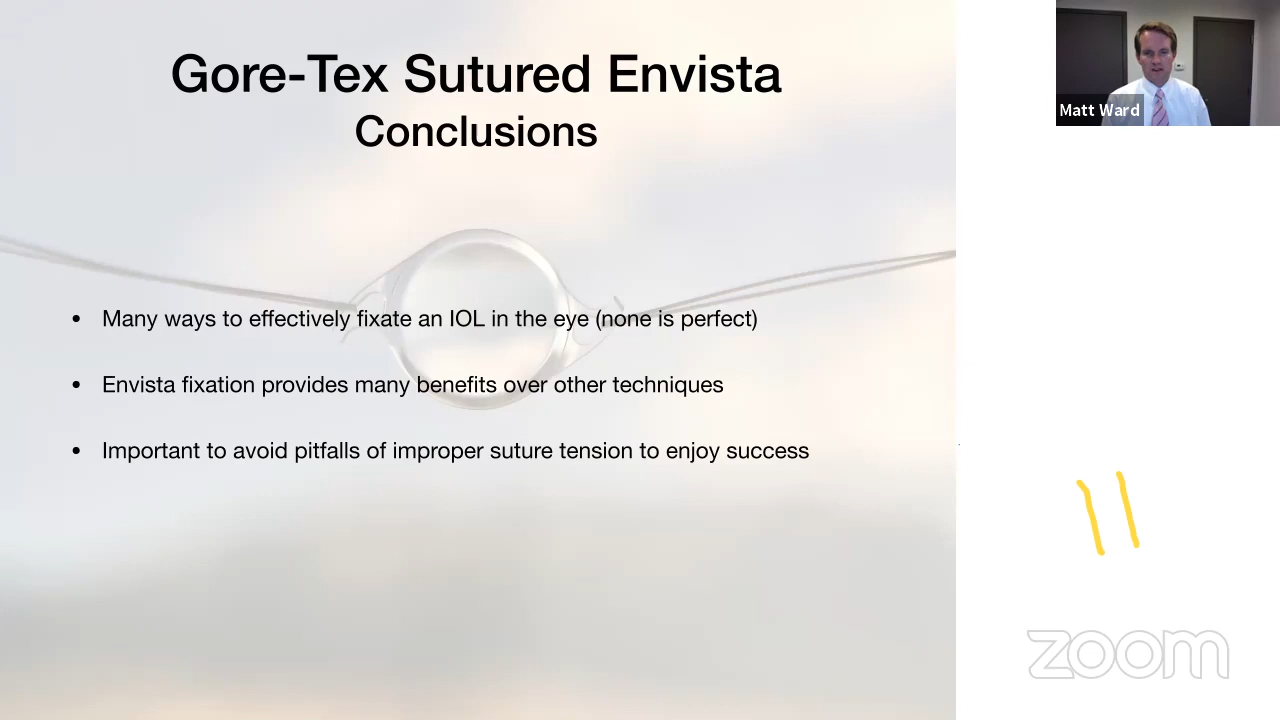 Gore-Tex Sutured Envista
Conclusions
• Many ways to effectively fixate an IOL in the eye (none is perfect)
• Envista fixation provides many benefits over other techniques
• Important to avoid pitfalls of improper suture tension to enjoy success
Matt Ward
zoom